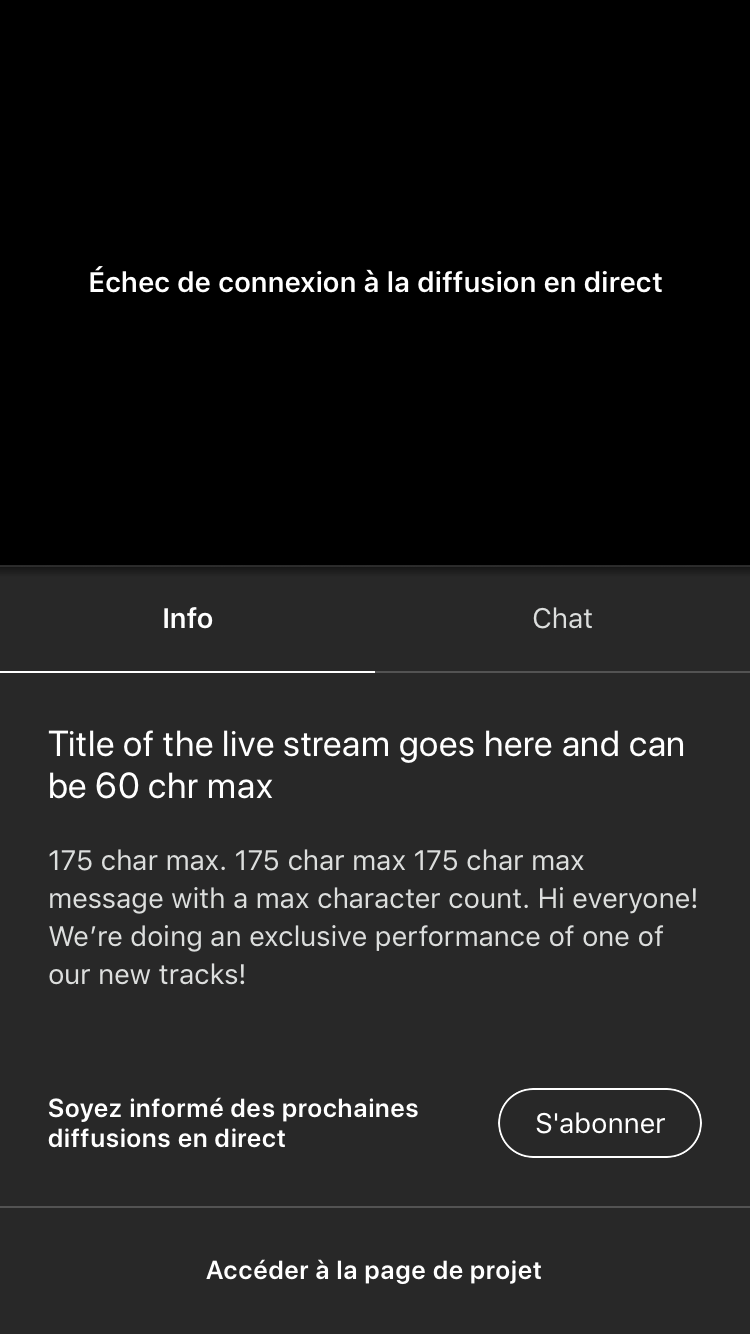 Échec de connexion à la diffusion en direct
Info
Chat
Title of the live stream goes here and can
be 60 chr max
175 char max. 175 char max 175 char max
message with a max character count. Hi everyone!
We’re doing an exclusive performance of one of
our new tracks!
Soyez informé des prochaines
diffusions en direct
S'abonner
Accéder à la page de projet